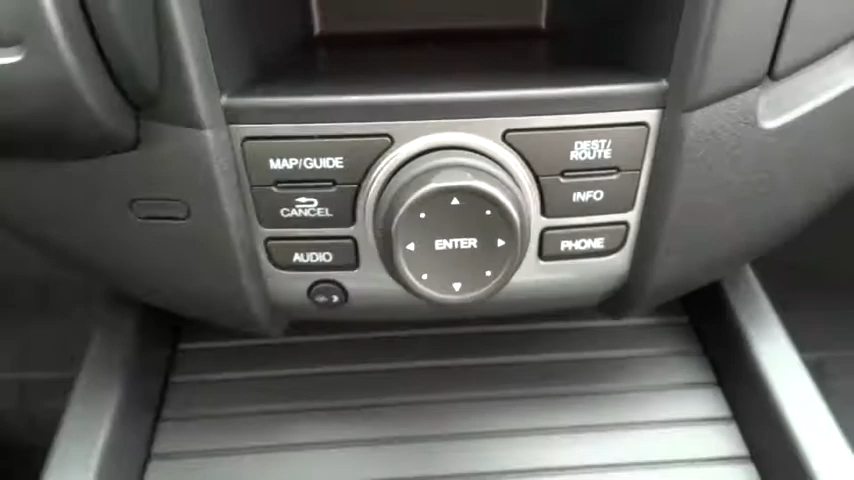 MAP/GUIDE
CANCEL
AUDIO
ENTER
DEST/
ROUTE
INFO
PHONE